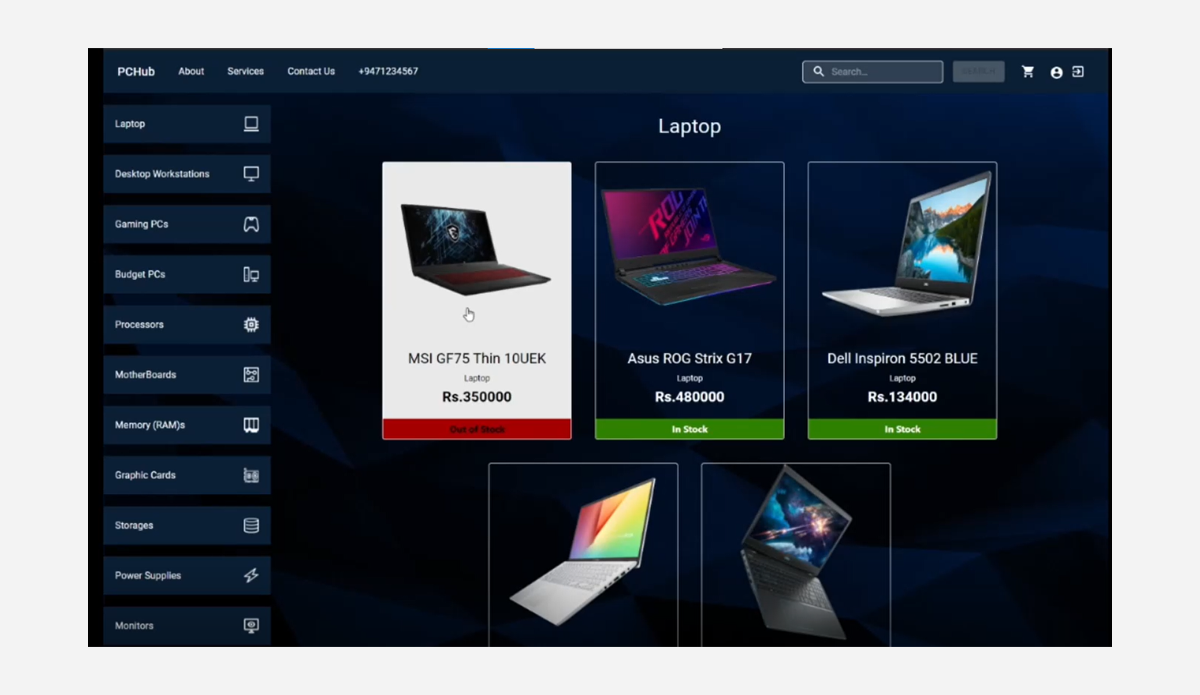 PCHub About Services Contact Us +9471234567 Search... SEARCH
Laptop
Desktop Workstations
Gaming PCs
Budget PCs
Processors
MotherBoards
Memory (RAM)s
Graphic Cards
Storages
Power Supplies
Monitors
Laptop
MSI GF75 Thin 10UEK
Laptop
Rs.350000
Out of Stock
Asus ROG Strix G17
Laptop
Rs.480000
In Stock
Dell Inspiron 5502 BLUE
Laptop
Rs.134000
In Stock